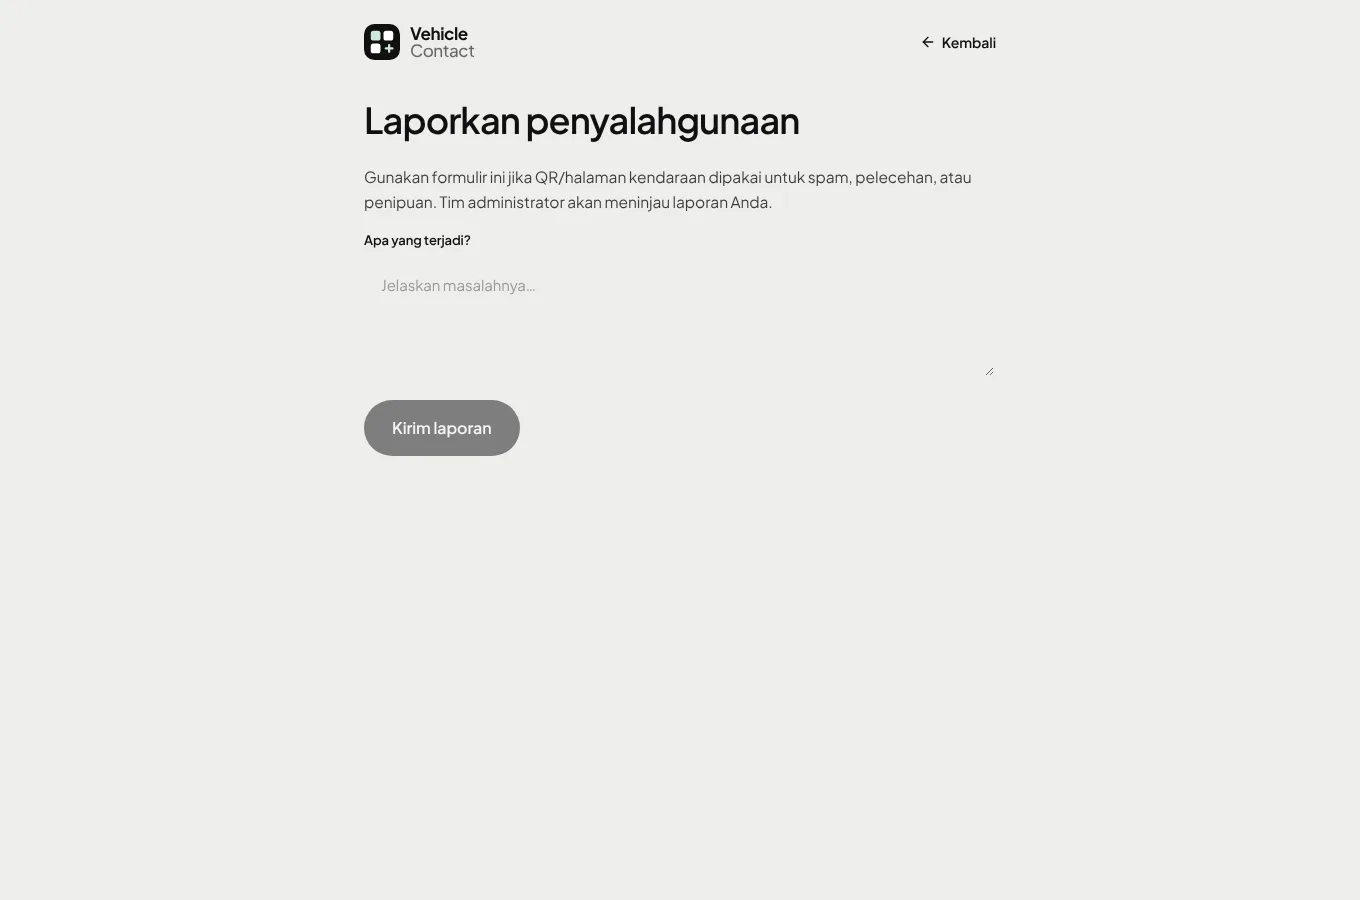 Vehicle
Contact
Kembali
Laporkan penyalahgunaan
Gunakan formulir ini jika QR/halaman kendaraan dipakai untuk spam, pelecehan, atau
penipuan. Tim administrator akan meninjau laporan Anda.
Apa yang terjadi?
Jelaskan masalahnya...
Kirim laporan